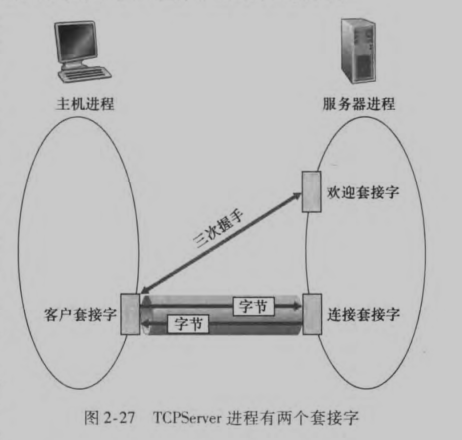 主机进程
服务器进程
欢迎套接字
三次握手
客户套接字
字节
字节
连接套接字
图 2-27 TCPServer 进程有两个套接字